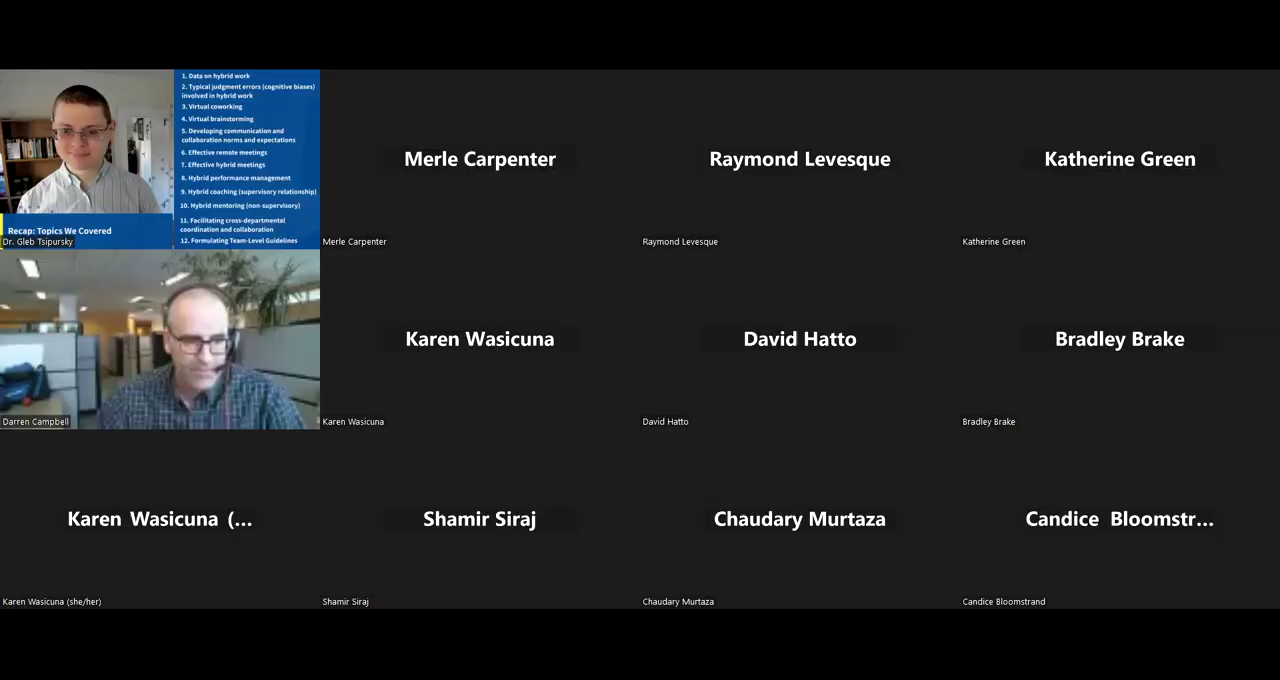 1. Data on hybrid work
2. Typical judgment errors (cognitive biases)
involved in hybrid work
3. Virtual coworking
4. Virtual brainstorming
5. Developing communication and
collaboration norms and expectations
6. Effective remote meetings
7. Effective hybrid meetings
8. Hybrid performance management
9. Hybrid coaching (supervisory relationship)
10. Hybrid mentoring (non-supervisory)
11. Facilitating cross-departmental
coordination and collaboration
12. Formulating Team-Level Guidelines
Recap: Topics We Covered
Dr. Gleb Tsipursky
Merle Carpenter
Merle Carpenter
Raymond Levesque
Raymond Levesque
Katherine Green
Katherine Green
Darren Campbell
Karen Wasicuna
Karen Wasicuna
David Hatto
David Hatto
Bradley Brake
Bradley Brake
Karen Wasicuna (...
Karen Wasicuna (she/her)
Shamir Siraj
Shamir Siraj
Chaudary Murtaza
Chaudary Murtaza
Candice Bloomstr...
Candice Bloomstrand